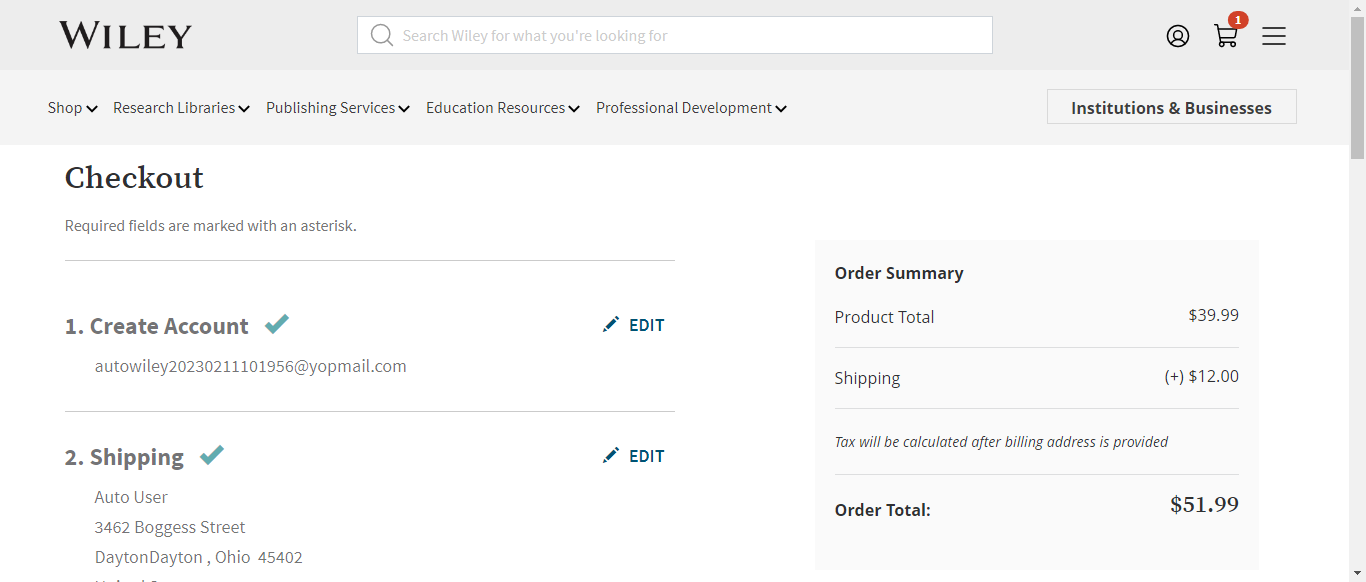 WILEY
Search Wiley for what you're looking for
1
Shop Research Libraries Publishing Services Education Resources Professional Development
Institutions & Businesses
Checkout
Required fields are marked with an asterisk.
1. Create Account
EDIT
autowiley20230211101956@yopmail.com
2. Shipping
EDIT
Auto User
3462 Boggess Street
DaytonDayton , Ohio 45402
Order Summary
Product Total $39.99
Shipping (+) $12.00
Tax will be calculated after billing address is provided
Order Total: $51.99